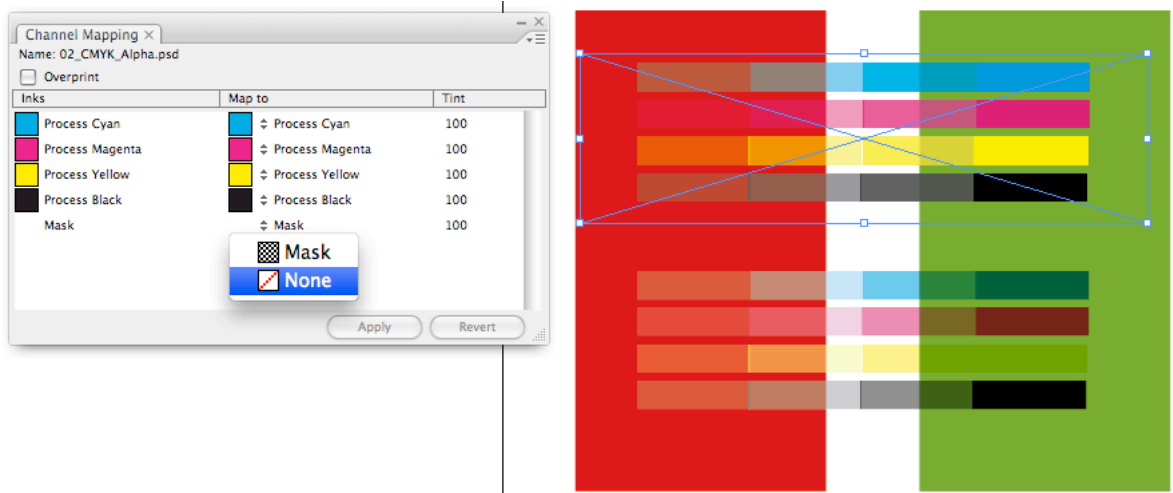 Channel Mapping ×
Name: 02_CMYK_Alpha.psd
Overprint
Inks Map to Tint
Process Cyan Process Cyan 100
Process Magenta Process Magenta 100
Process Yellow Process Yellow 100
Process Black Process Black 100
Mask Mask 100
Mask
None
Apply Revert